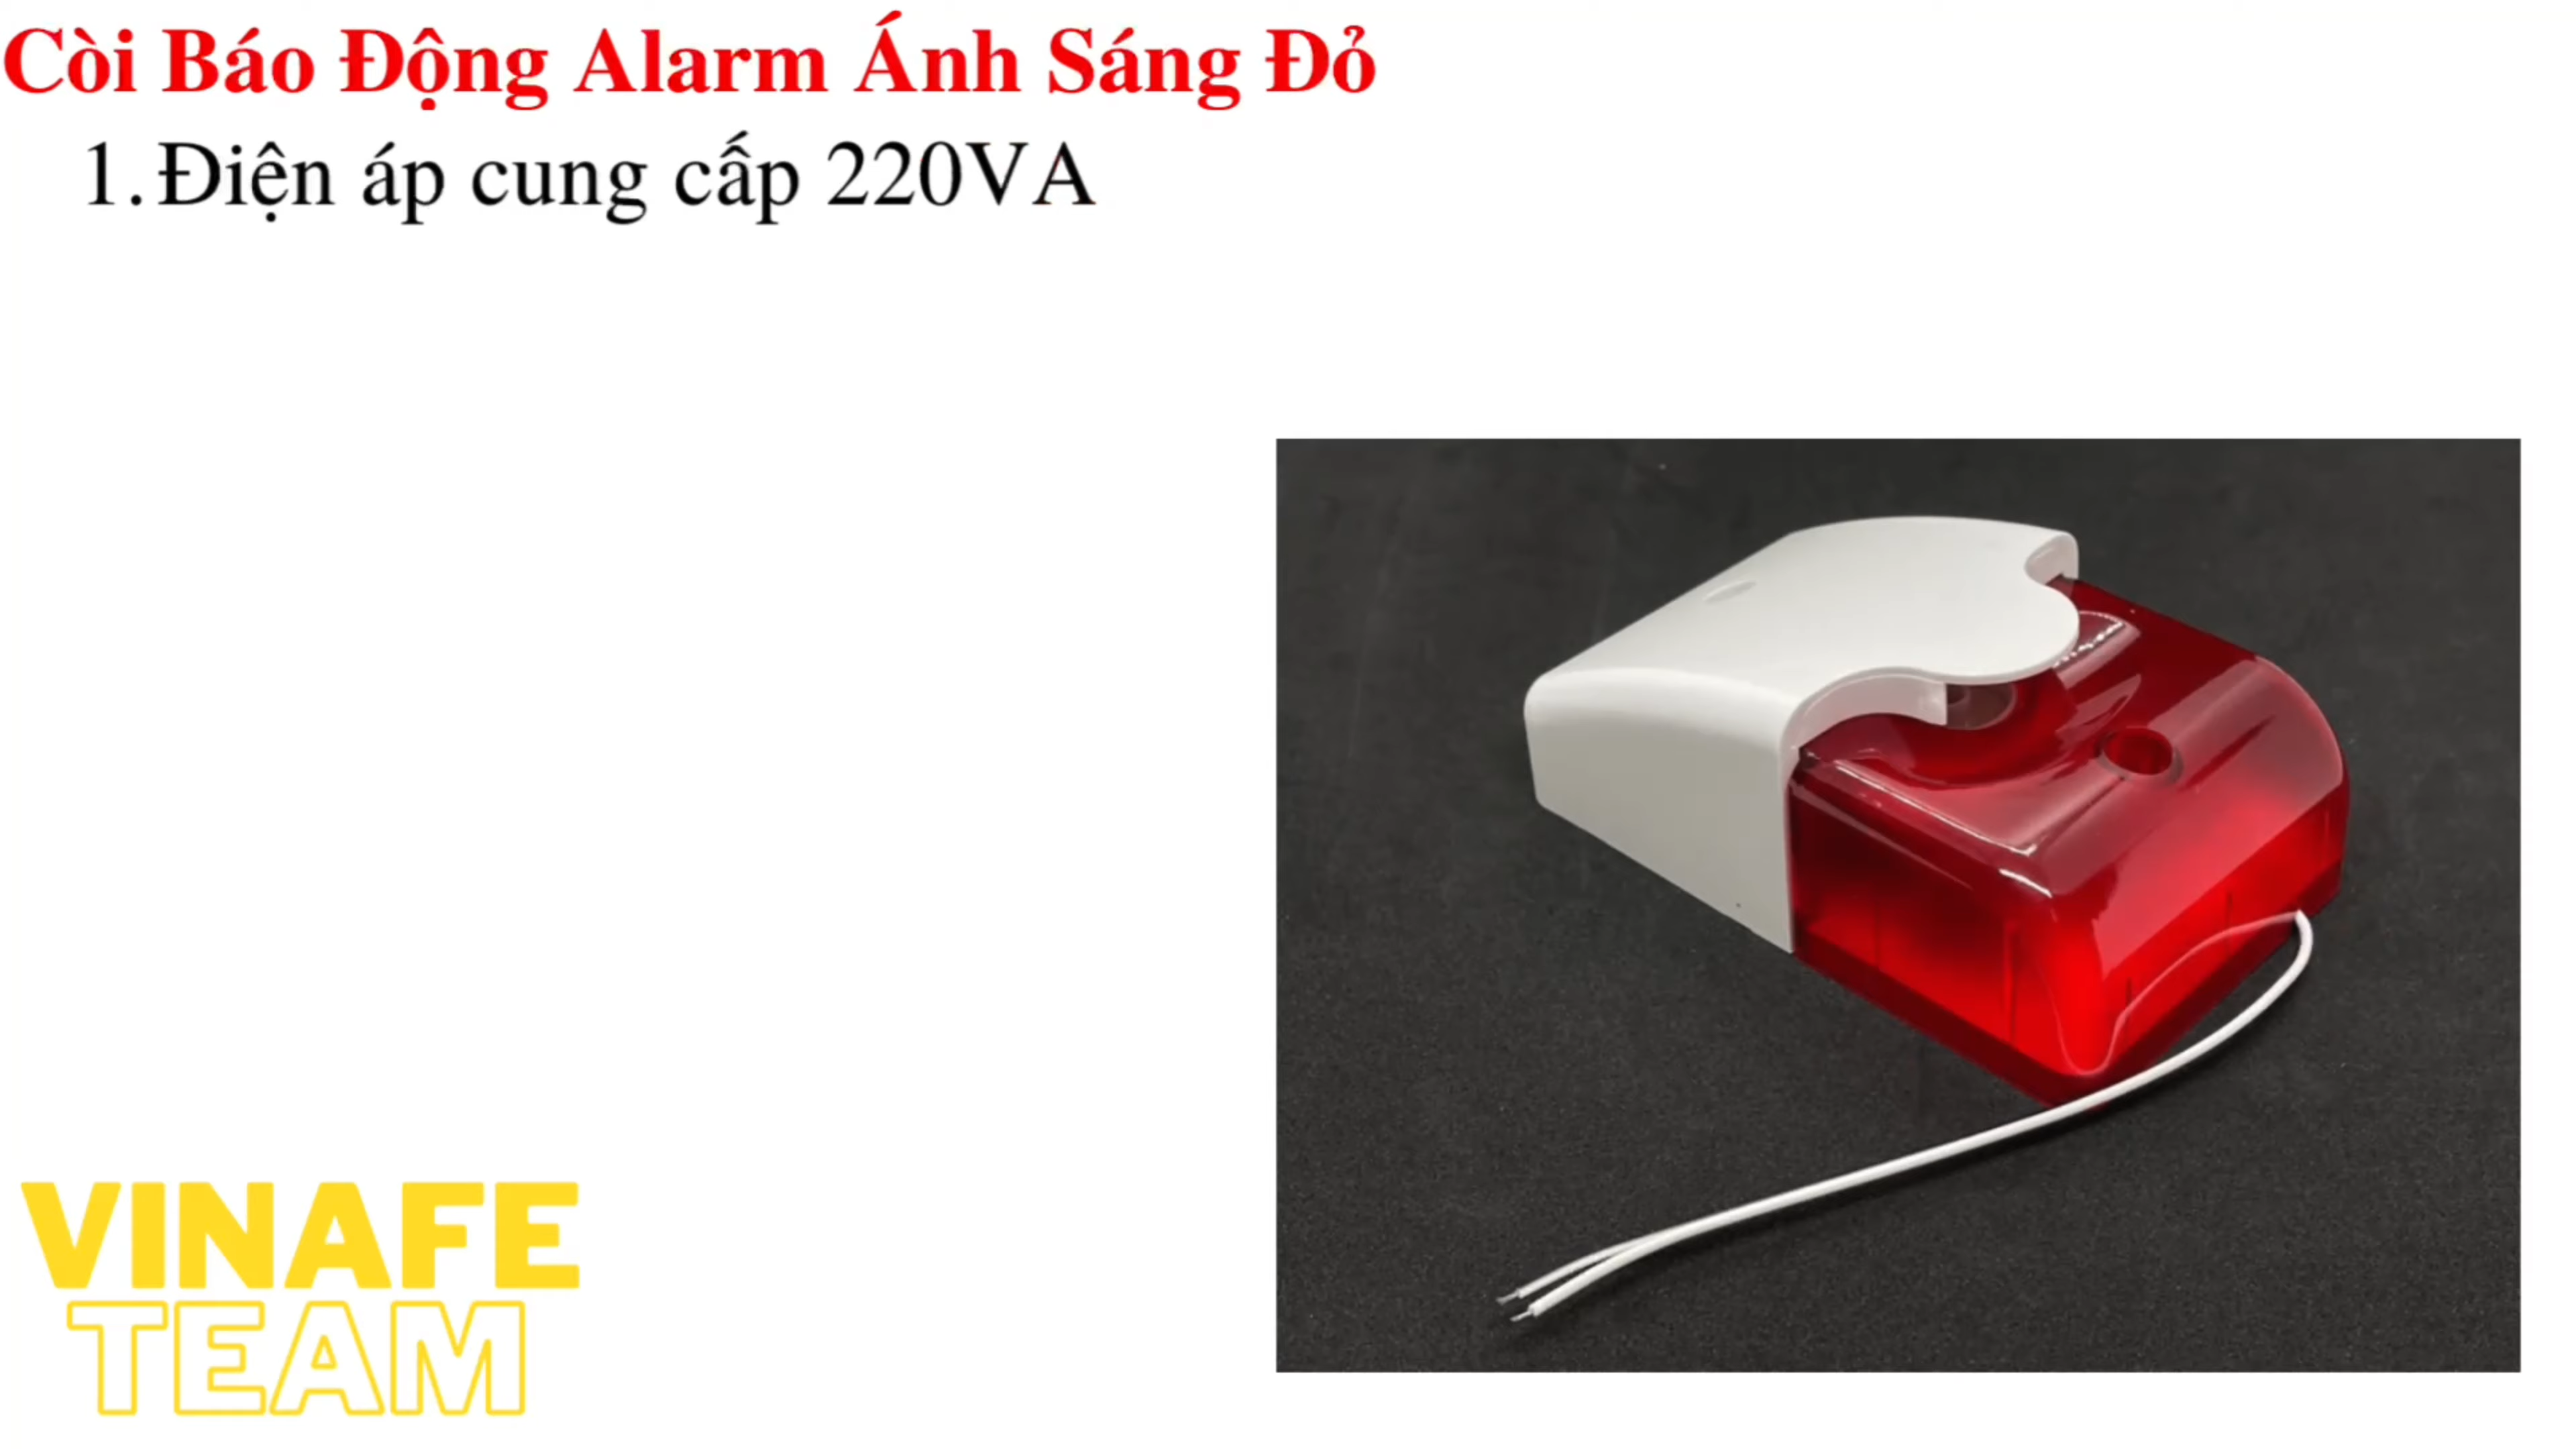 Còi Báo Động Alarm Ánh Sáng Đỏ
1. Điện áp cung cấp 220VA
VINAFE
TEAM